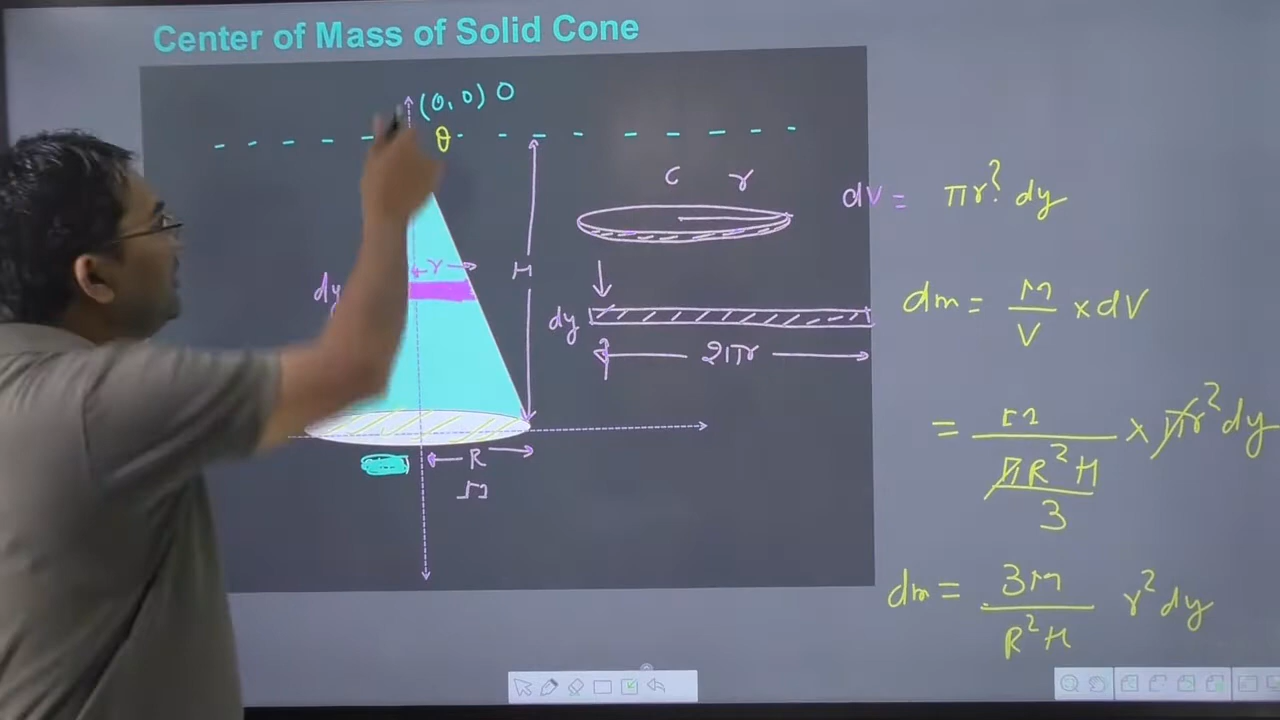 Center of Mass of Solid Cone
(0, 0) O
θ
C r
dV = πr² dy
r
H
dy
dy
2πr
dm = M/V × dV
= M/(πR²H/3) × πr² dy
R
M
dm = 3M/(R²H) r² dy